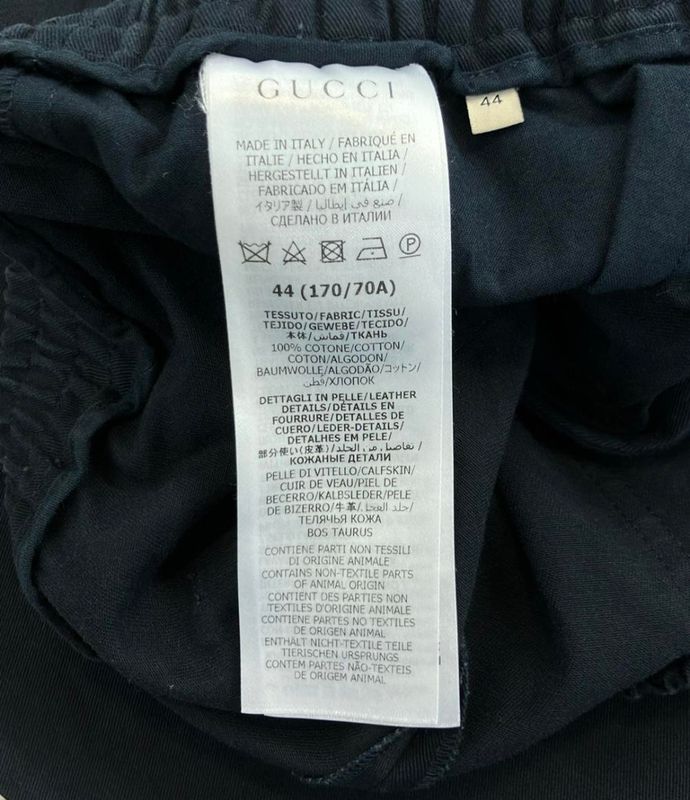 GUCCI
44
MADE IN ITALY / FABRIQUÉ EN
ITALIE / HECHO EN ITALIA /
HERGESTELLT IN ITALIEN /
FABRICADO EM ITÁLIA /
イタリア製 / صنع في إيطاليا /
СДЕЛАНО В ИТАЛИИ
P
44 (170/70A)
TESSUTO/FABRIC/TISSU/
TEJIDO/GEWEBE/TECIDO/
本体/قماش/ТКАНЬ
100% COTONE/COTTON/
COTON/ALGODON/
BAUMWOLLE/ALGODÃO/コットン/
قطن/ХЛОПОК
DETTAGLI IN PELLE/LEATHER
DETAILS/DÉTAILS EN
FOURRURE/DETALLES DE
CUERO/LEDER-DETAILS/
DETALHES EM PELE/
部分使い(皮革)/تفاصيل من الجلد/
КОЖАНЫЕ ДЕТАЛИ
PELLE DI VITELLO/CALFSKIN/
CUIR DE VEAU/PIEL DE
BECERRO/KALBSLEDER/PELE
DE BIZERRO/牛革/جلد العجل/
ТЕЛЯЧЬЯ КОЖА
BOS TAURUS
CONTIENE PARTI NON TESSILI
DI ORIGINE ANIMALE
CONTAINS NON-TEXTILE PARTS
OF ANIMAL ORIGIN
CONTIENT DES PARTIES NON
TEXTILES D'ORIGINE ANIMALE
CONTIENE PARTES NO TEXTILES
DE ORIGEN ANIMAL
ENTHÄLT NICHT-TEXTILE TEILE
TIERISCHEN URSPRUNGS
CONTEM PARTES NÃO-TEXTEIS
DE ORIGEM ANIMAL